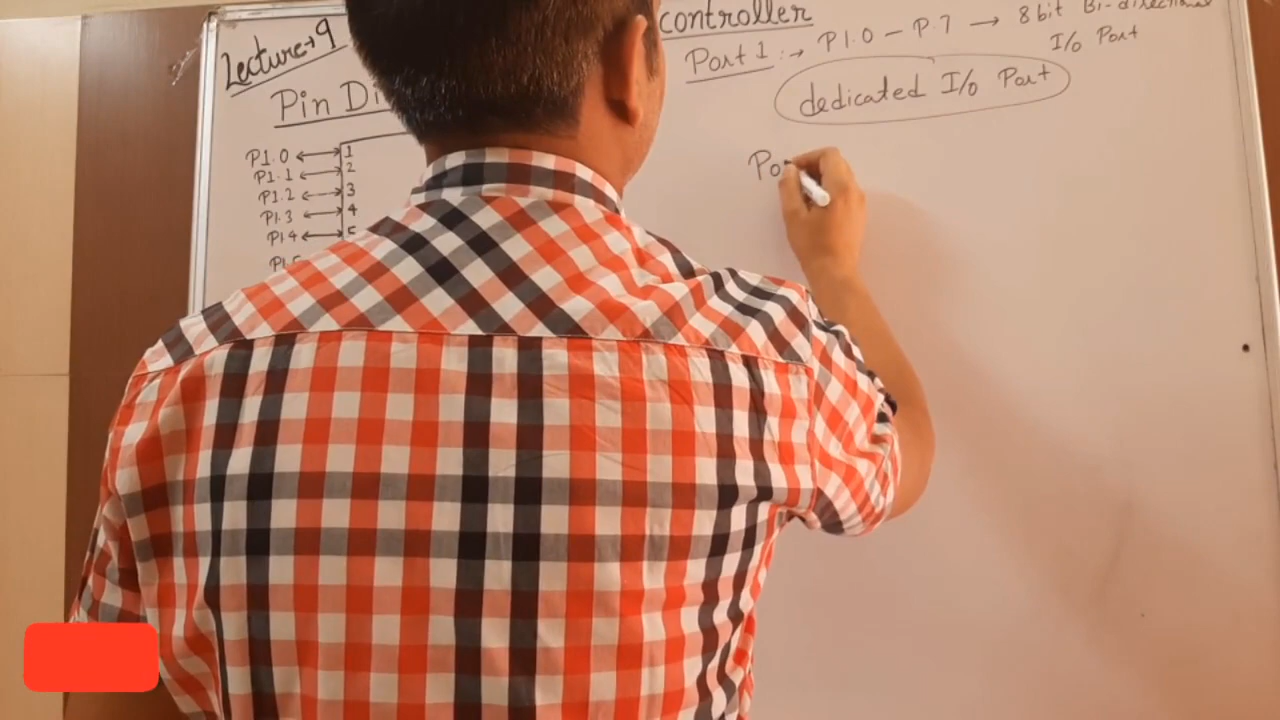 Lecture→9
controller
Pin Di
Port 1 :→ P1.0 — P.7 → 8 bit Bi-directional
I/o Port
dedicated I/o Port
Po
P1.0 ↔ 1
P1.1 ↔ 2
P1.2 ↔ 3
P1.3 ↔ 4
P1.4 ↔ 5
P1.5